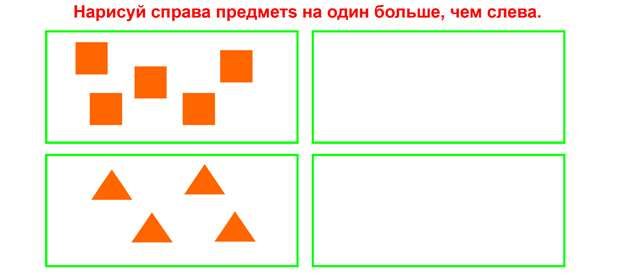 Нарисуй справа предметs на один больше, чем слева.